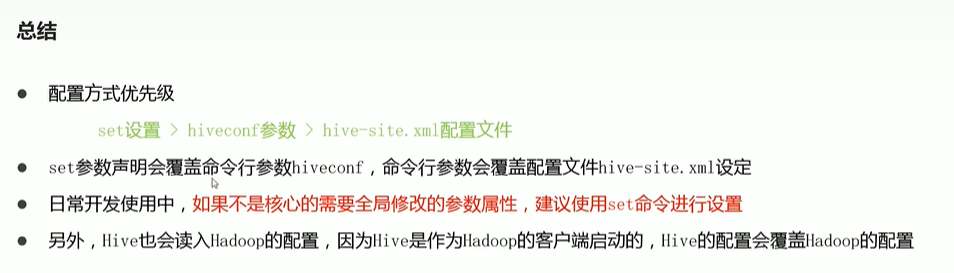 总结
● 配置方式优先级
set设置 > hiveconf参数 > hive-site.xml配置文件
● set参数声明会覆盖命令行参数hiveconf，命令行参数会覆盖配置文件hive-site.xml设定
● 日常开发使用中，如果不是核心的需要全局修改的参数属性，建议使用set命令进行设置
● 另外，Hive也会读入Hadoop的配置，因为Hive是作为Hadoop的客户端启动的，Hive的配置会覆盖Hadoop的配置